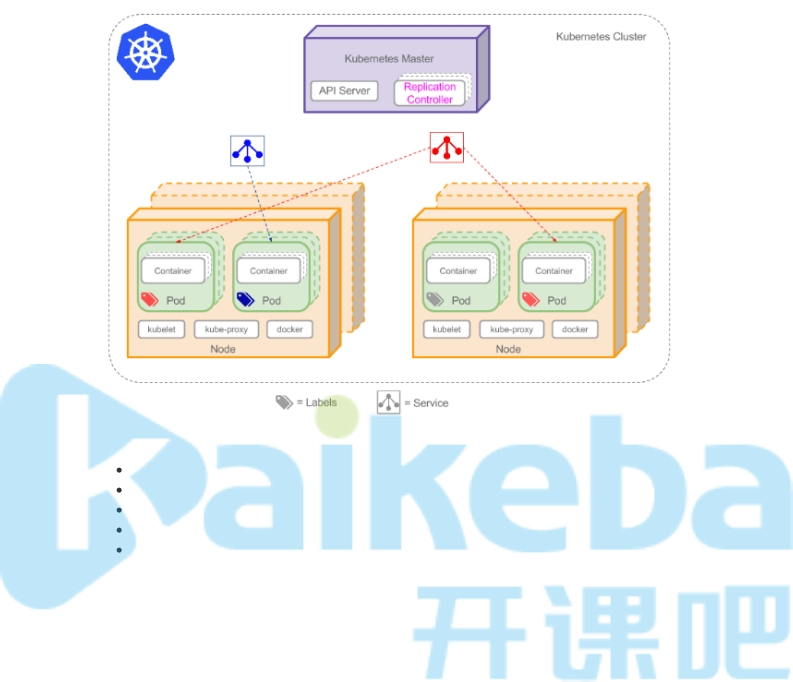 Kubernetes Cluster
Kubernetes Master
API Server
Replication
Controller
Container
Container
Container
Container
Pod
Pod
Pod
Pod
kubelet
kube-proxy
docker
kubelet
kube-proxy
docker
Node
Node
= Labels
= Service
kaikeba
开课吧